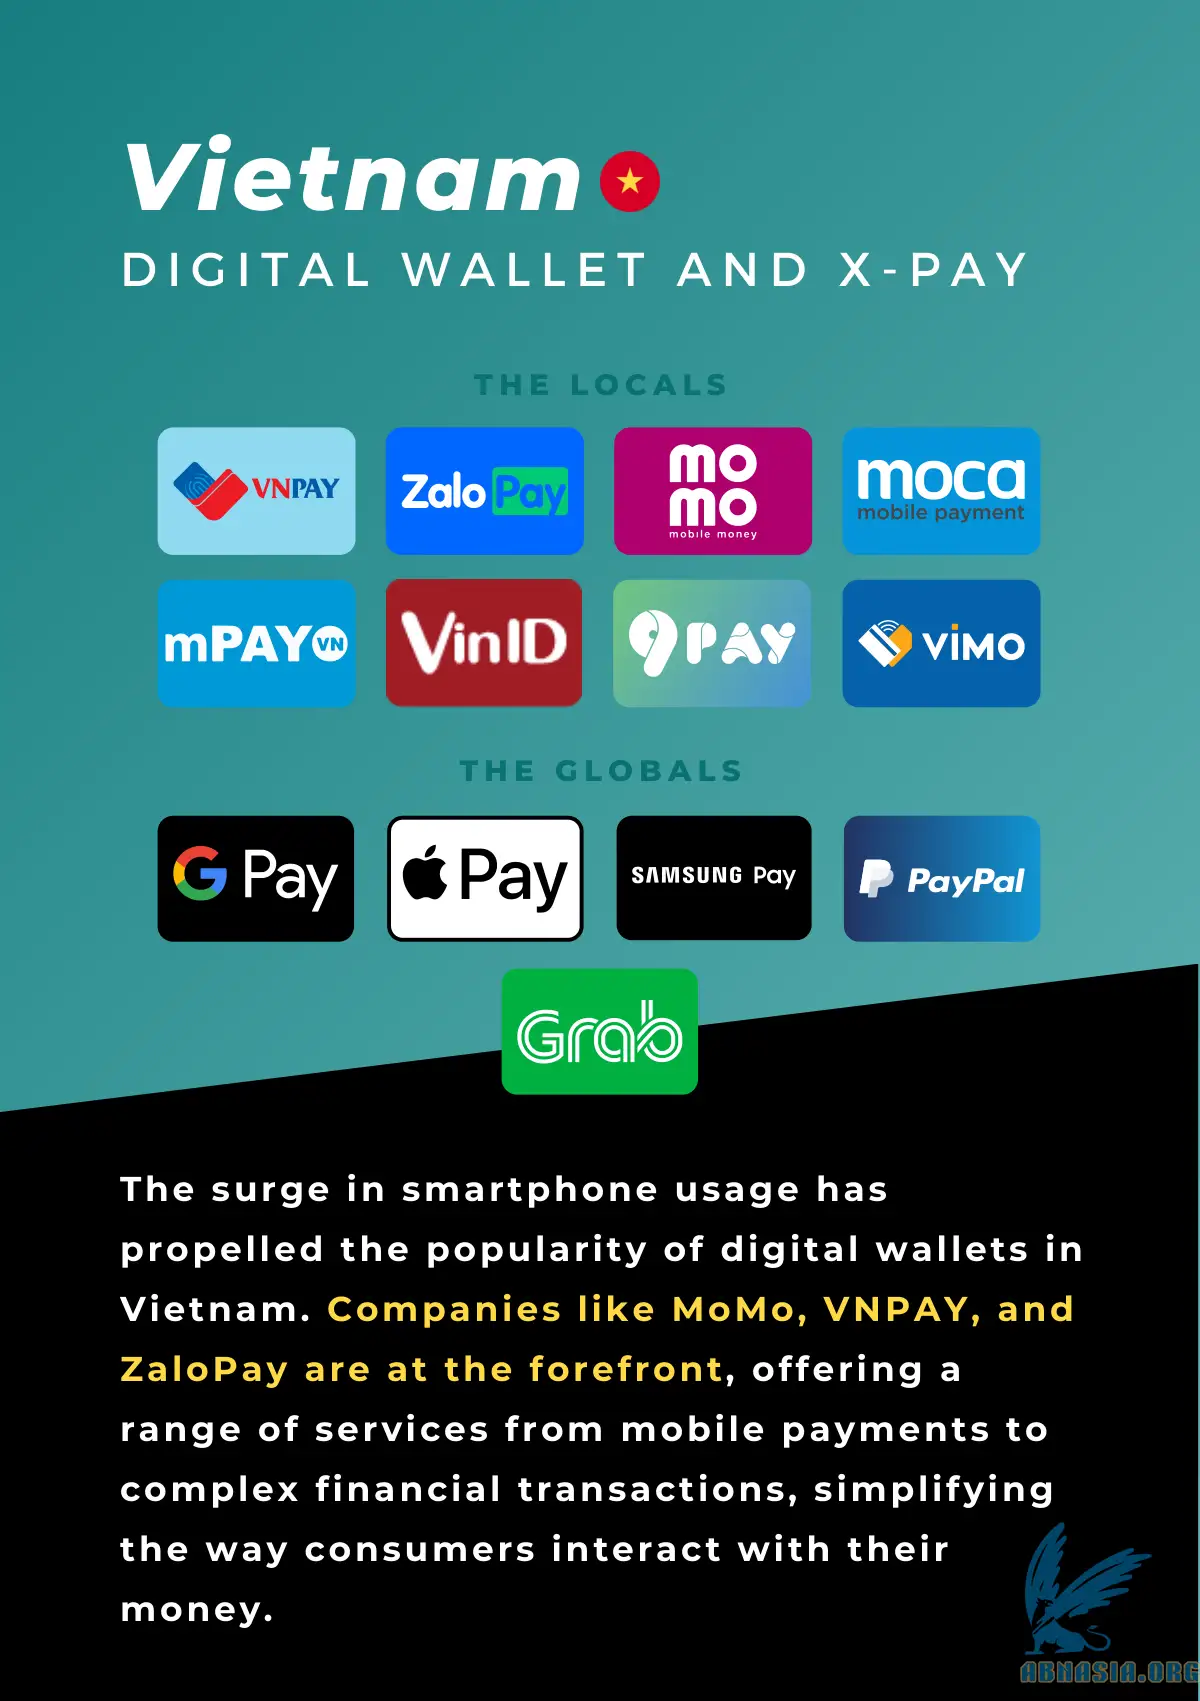 Vietnam
DIGITAL WALLET AND X-PAY
THE LOCALS
VNPAY
Zalo Pay
mo
mo
mobile money
moca
mobile payment
mPAY VN
VinID
9PAY
ViMO
THE GLOBALS
G Pay
Pay
SAMSUNG Pay
PayPal
Grab
The surge in smartphone usage has
propelled the popularity of digital wallets in
Vietnam. Companies like MoMo, VNPAY, and
ZaloPay are at the forefront, offering a
range of services from mobile payments to
complex financial transactions, simplifying
the way consumers interact with their
money.
ABNASIA.ORG